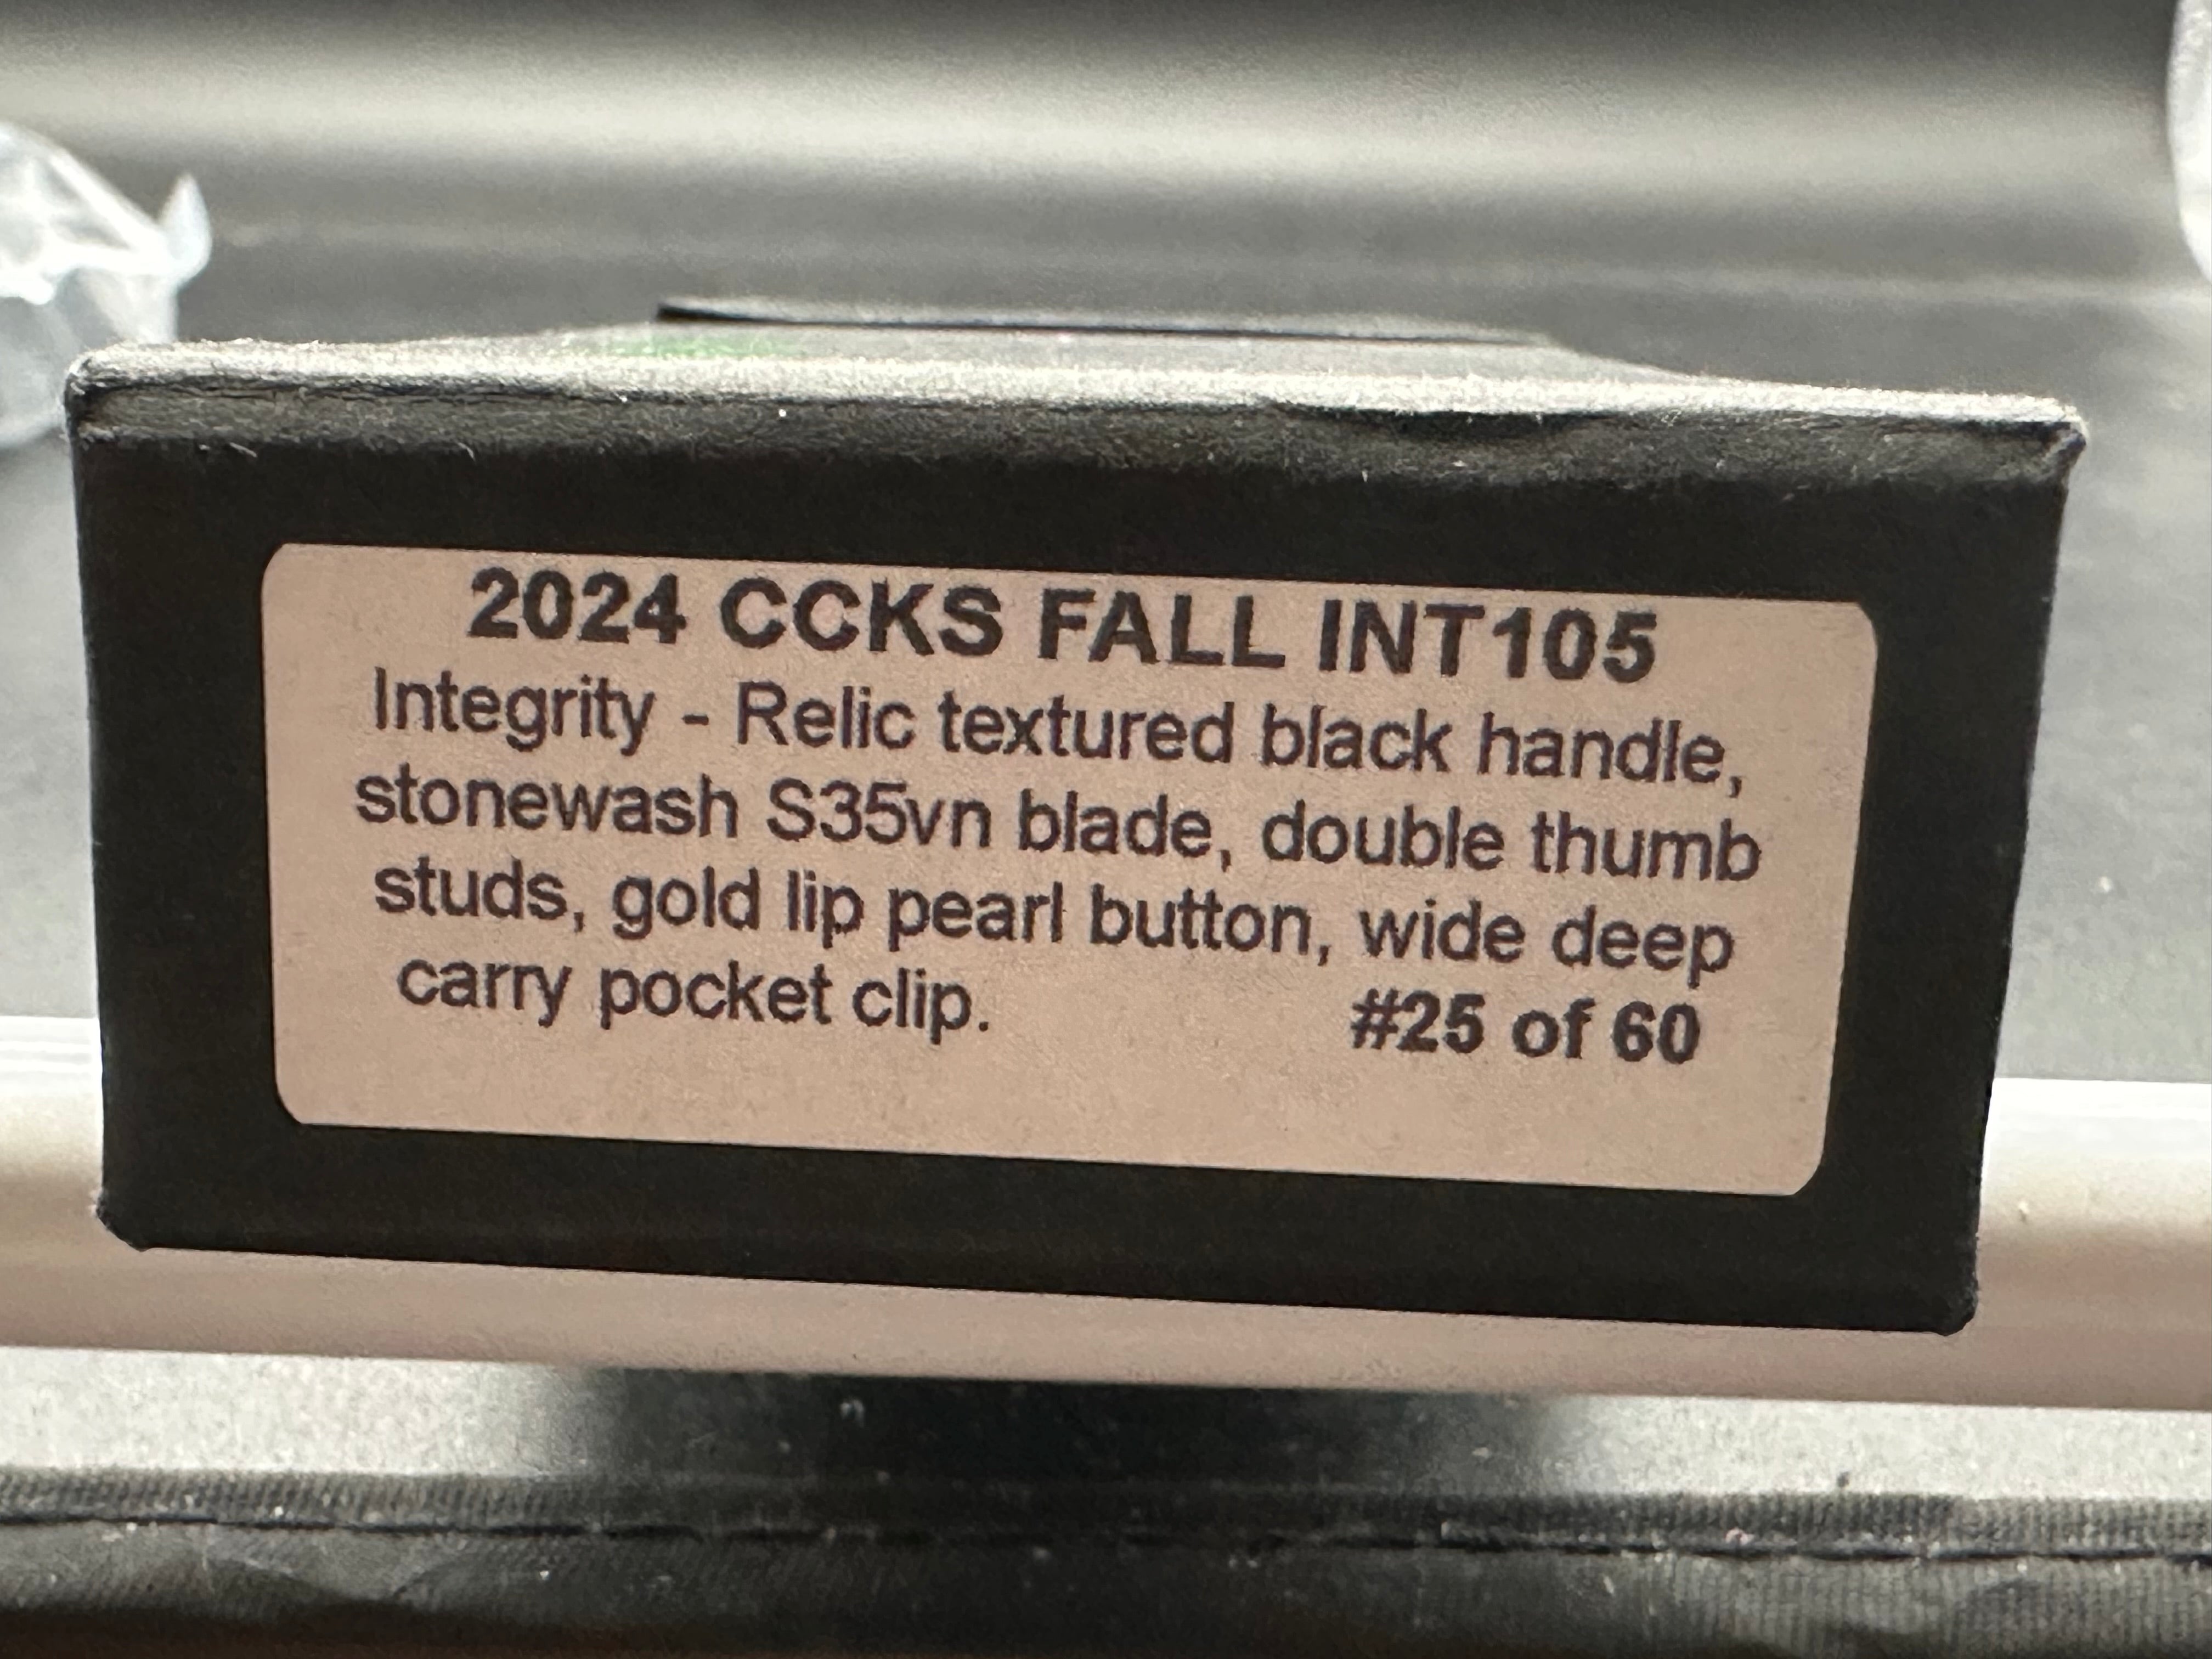 2024 CCKS FALL INT105
Integrity - Relic textured black handle,
stonewash S35vn blade, double thumb
studs, gold lip pearl button, wide deep
carry pocket clip. #25 of 60